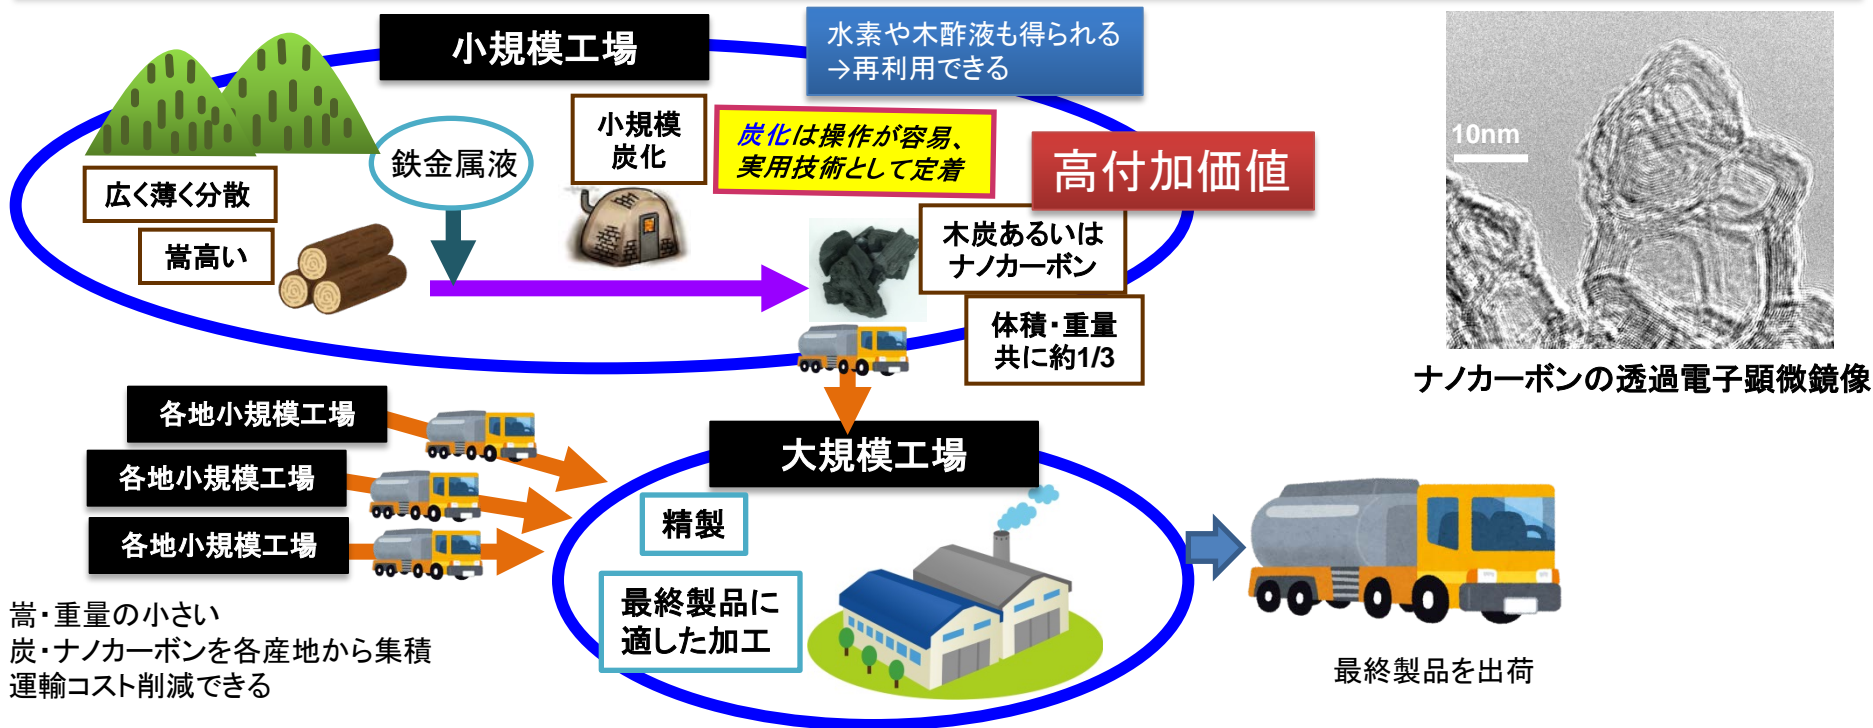 小規模工場
水素や木酢液も得られる
→再利用できる
小規模
炭化
炭化は操作が容易、
実用技術として定着
鉄金属液
高付加価値
広く薄く分散
嵩高い
木炭あるいは
ナノカーボン
体積・重量
共に約1/3
10nm
ナノカーボンの透過電子顕微鏡像
各地小規模工場
各地小規模工場
各地小規模工場
大規模工場
精製
最終製品に
適した加工
嵩・重量の小さい
炭・ナノカーボンを各産地から集積
運輸コスト削減できる
最終製品を出荷